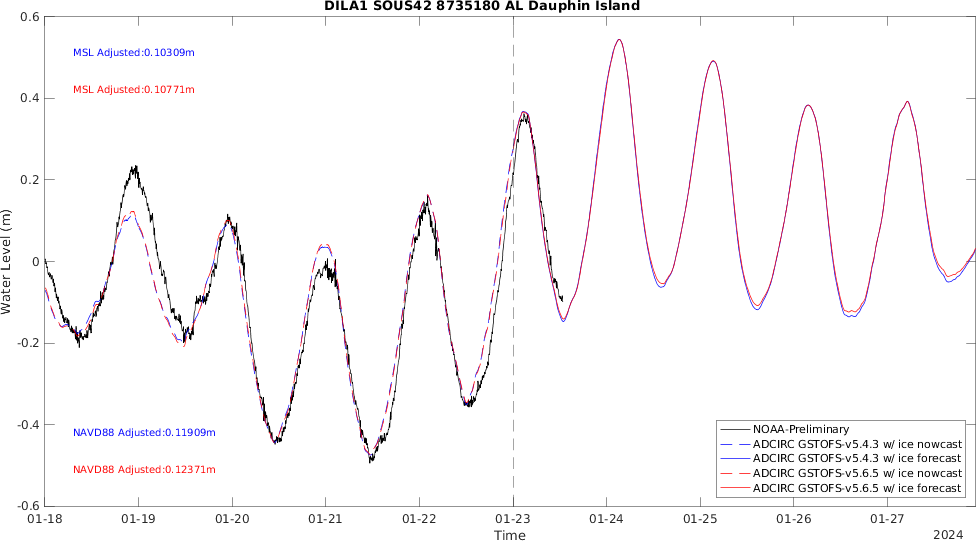 DILA1 SOUS42 8735180 AL Dauphin Island
0.6
MSL Adjusted:0.10309m
MSL Adjusted:0.10771m
0.4
0.2
0
-0.2
-0.4
-0.6
Water Level (m)
NAVD88 Adjusted:0.11909m
NAVD88 Adjusted:0.12371m
NOAA-Preliminary
ADCIRC GSTOFS-v5.4.3 w/ ice nowcast
ADCIRC GSTOFS-v5.4.3 w/ ice forecast
ADCIRC GSTOFS-v5.6.5 w/ ice nowcast
ADCIRC GSTOFS-v5.6.5 w/ ice forecast
01-18 01-19 01-20 01-21 01-22 01-23 01-24 01-25 01-26 01-27
Time
2024